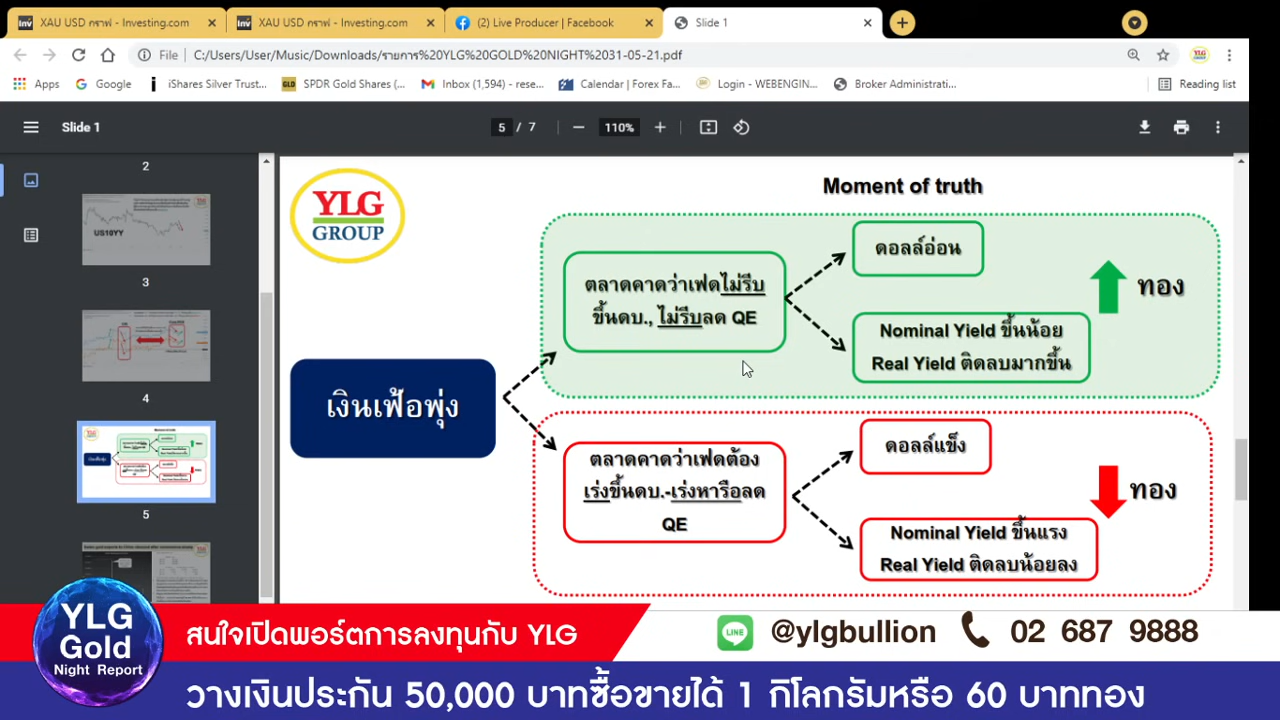 XAU USD กราฟ - Investing.com
XAU USD กราฟ - Investing.com
(2) Live Producer | Facebook
Slide 1
File
C:/Users/User/Music/Downloads/รายการ%20YLG%20GOLD%20NIGHT%2031-05-21.pdf
Apps
Google
iShares Silver Trust...
SPDR Gold Shares (...
Inbox (1,594) - rese...
Calendar | Forex Fa...
Login - WEBENGIN...
Broker Administrati...
Reading list
Slide 1
5 / 7
110%
2
US10YY
3
4
5
YLG
GROUP
Moment of truth
เงินเฟ้อพุ่ง
ตลาดคาดว่าเฟดไม่รีบ
ขึ้นดบ., ไม่รีบลด QE
ดอลล์อ่อน
Nominal Yield ขึ้นน้อย
Real Yield ติดลบมากขึ้น
ทอง
ตลาดคาดว่าเฟดต้อง
เร่งขึ้นดบ.-เร่งหารือลด
QE
ดอลล์แข็ง
Nominal Yield ขึ้นแรง
Real Yield ติดลบน้อยลง
ทอง
YLG
Gold
Night Report
สนใจเปิดพอร์ตการลงทุนกับ YLG
LINE
@ylgbullion
02 687 9888
วางเงินประกัน 50,000 บาทซื้อขายได้ 1 กิโลกรัมหรือ 60 บาททอง